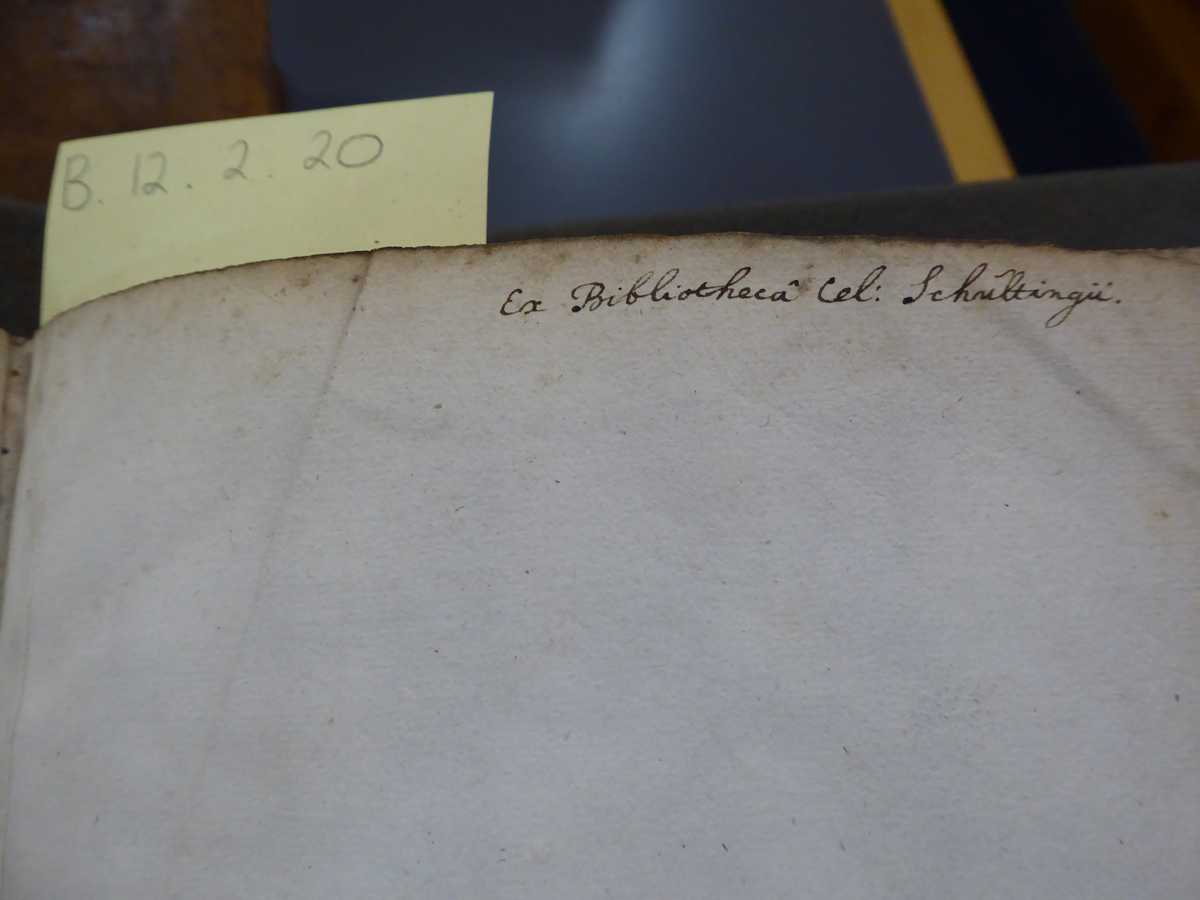 B. 12. 2. 20
Ex Bibliothecâ Cel: Schultingii.